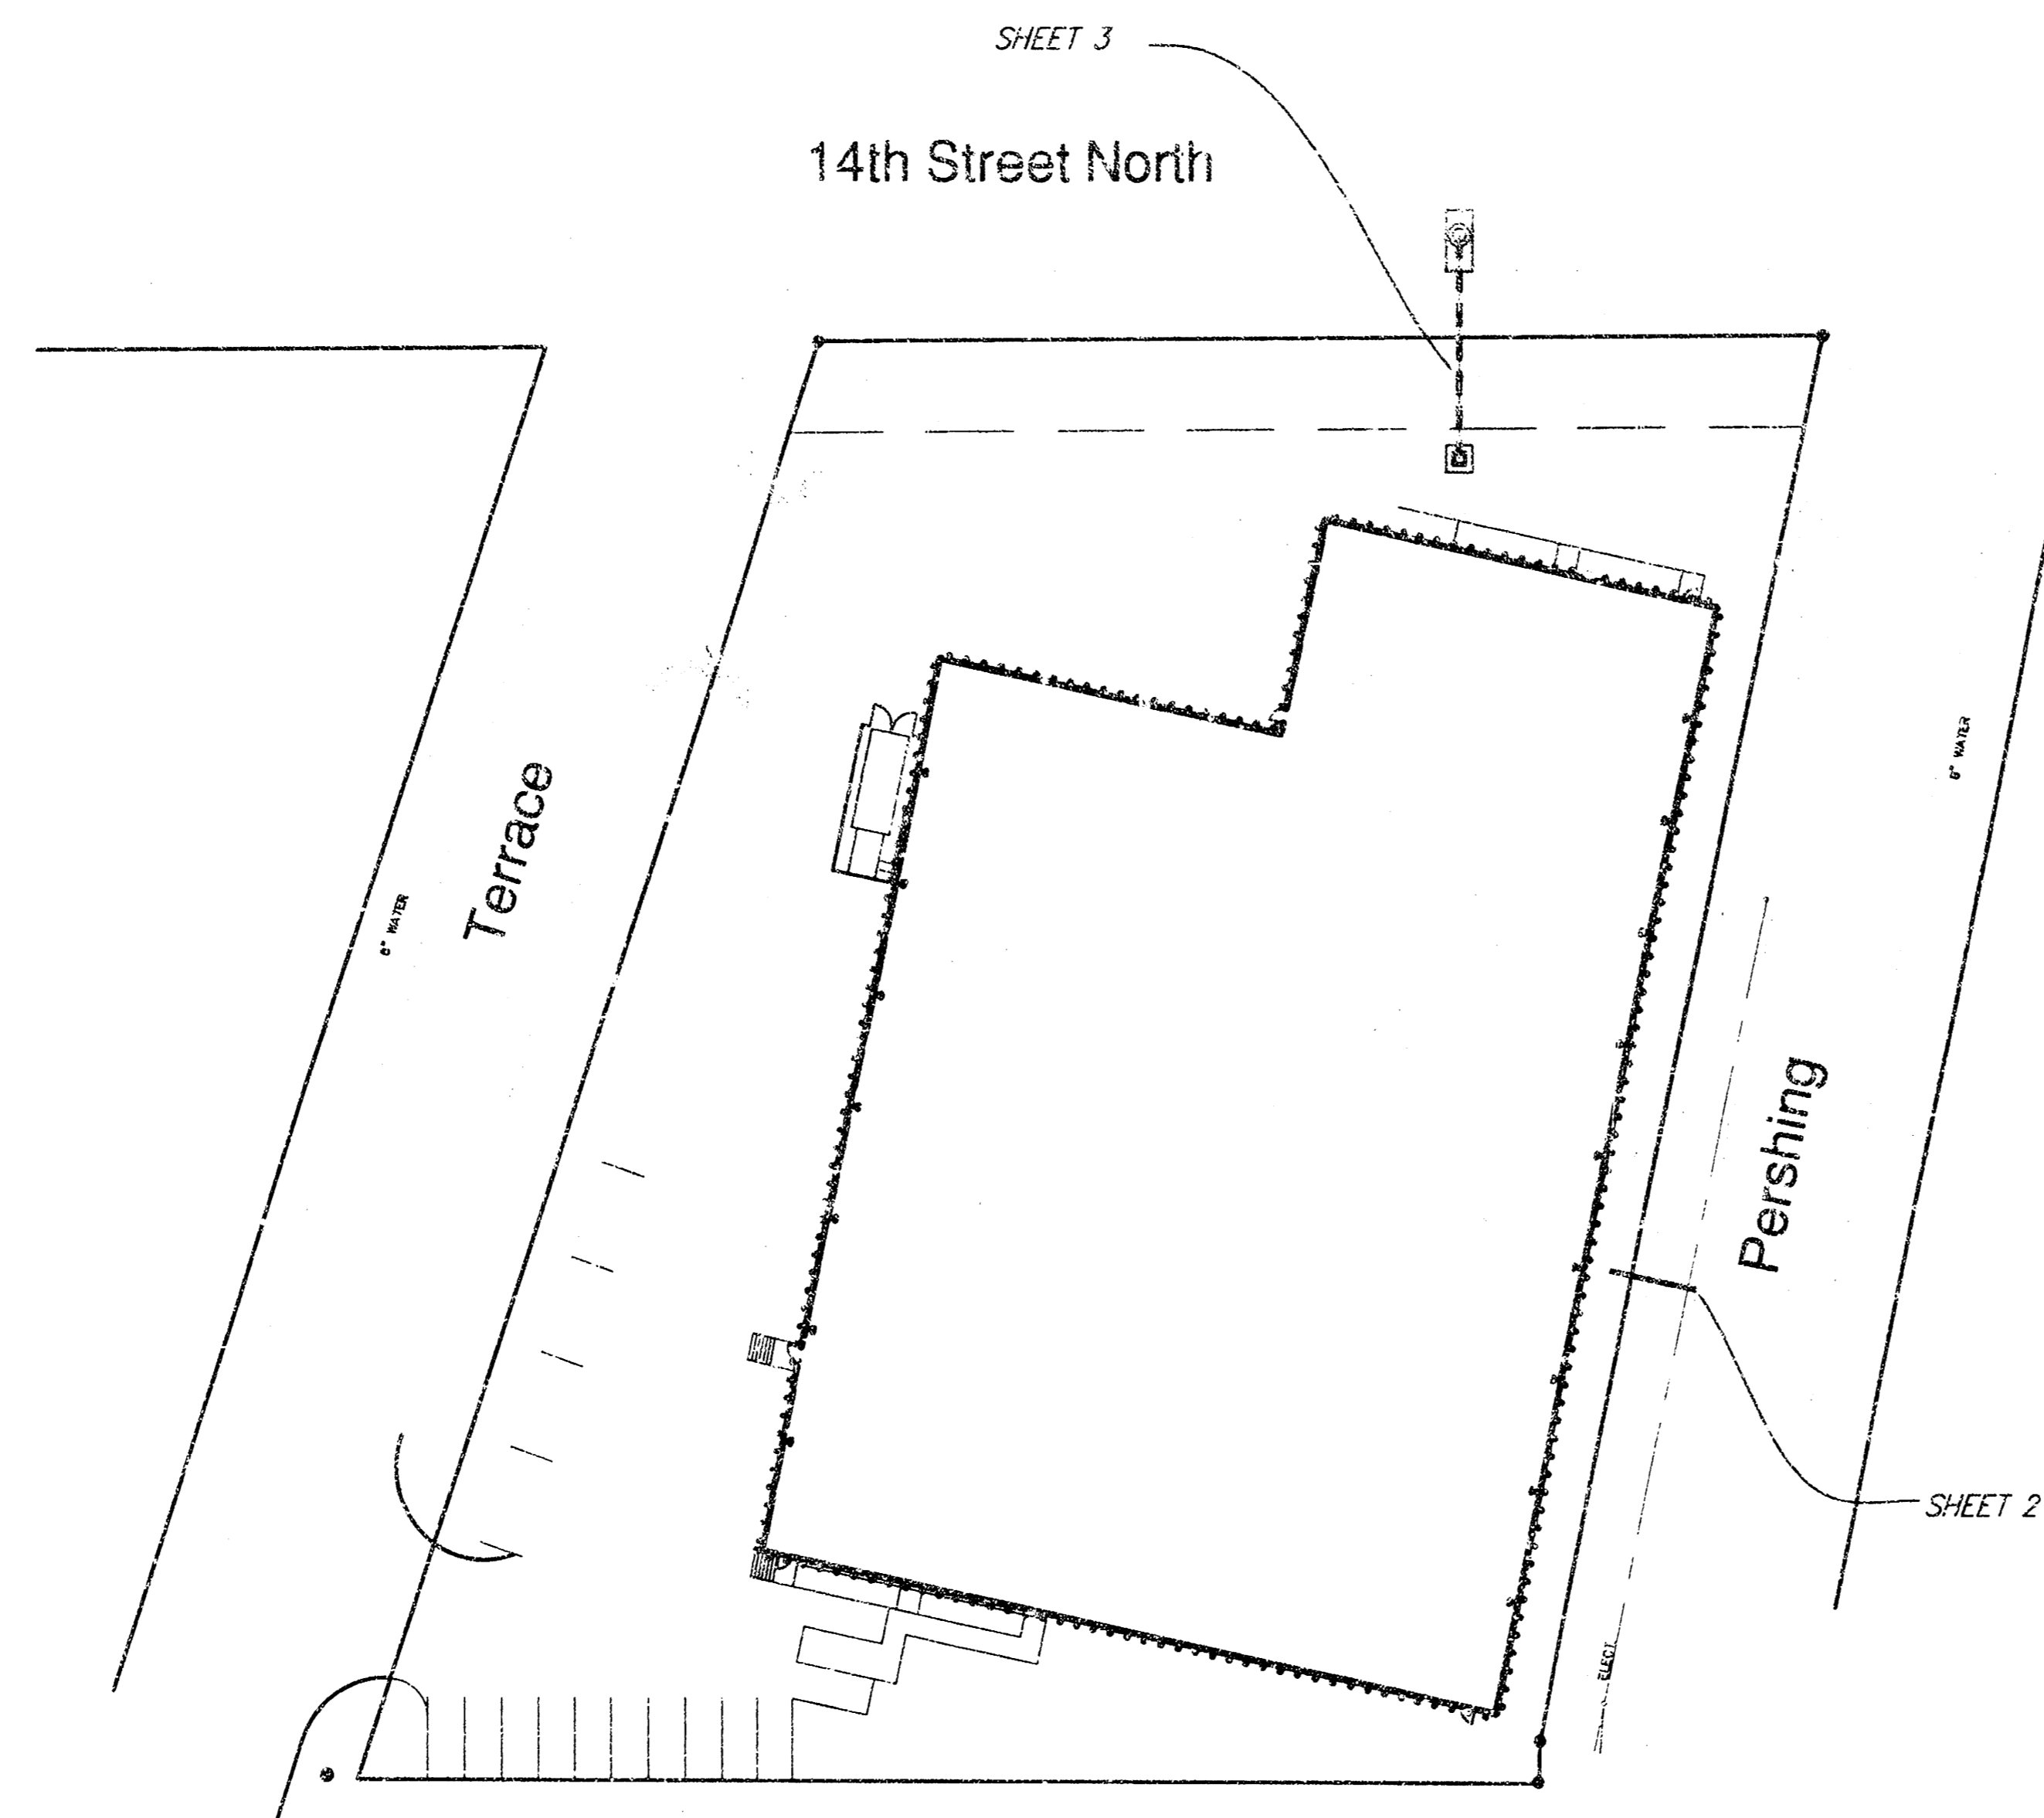 SHEET 3
14th Street North
Terrace
6" WATER
6" WATER
Pershing
SHEET 2
ELECT